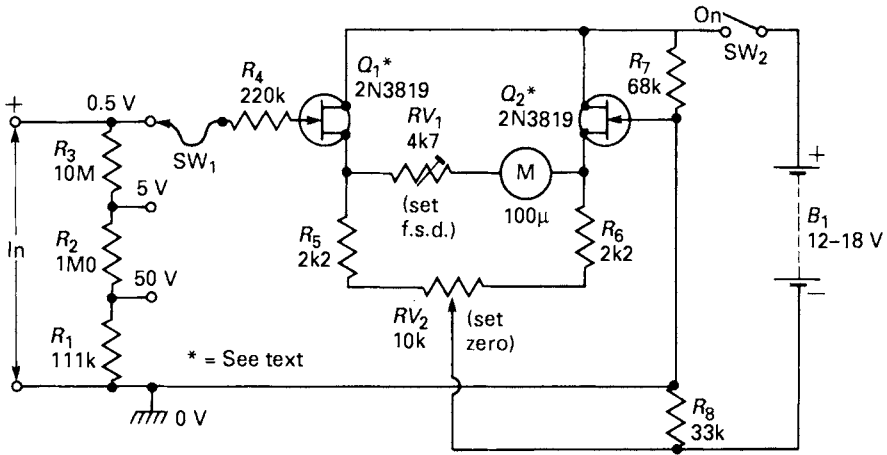 On
SW2
R4
220k
Q1*
2N3819
Q2*
2N3819
R7
68k
+
0.5 V
SW1
RV1
4k7
R3
10M
5 V
M
100µ
(set
f.s.d.)
+
B1
12–18 V
−
In
R2
1M0
50 V
R5
2k2
R6
2k2
R1
111k
RV2
10k
(set
zero)
* = See text
0 V
R8
33k